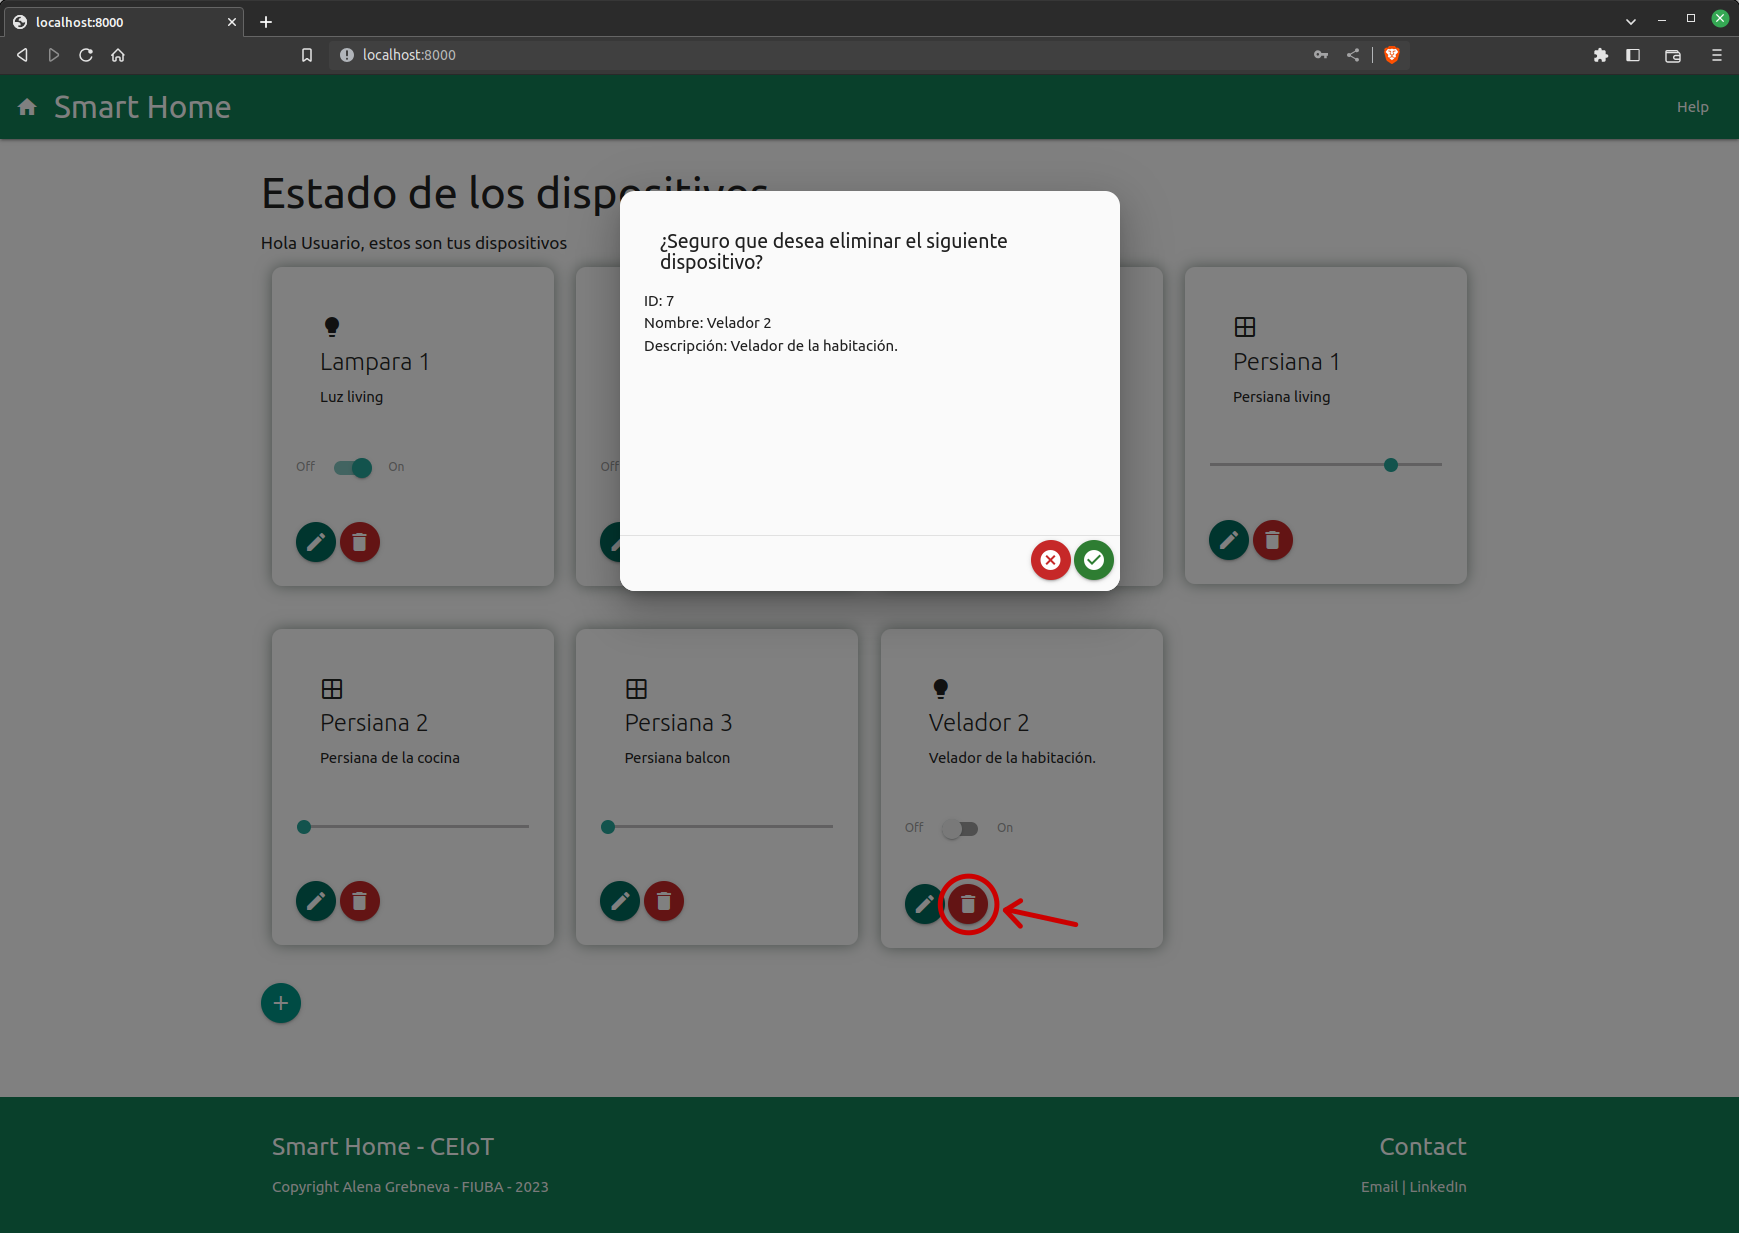 localhost:8000
localhost:8000
Smart Home
Help
Estado de los dispositivos
Hola Usuario, estos son tus dispositivos
¿Seguro que desea eliminar el siguiente
dispositivo?
ID: 7
Nombre: Velador 2
Descripción: Velador de la habitación.
Lampara 1
Luz living
Off On
Off
Persiana 1
Persiana living
Persiana 2
Persiana de la cocina
Persiana 3
Persiana balcon
Velador 2
Velador de la habitación.
Off On
Smart Home - CEIoT
Copyright Alena Grebneva - FIUBA - 2023
Contact
Email | LinkedIn